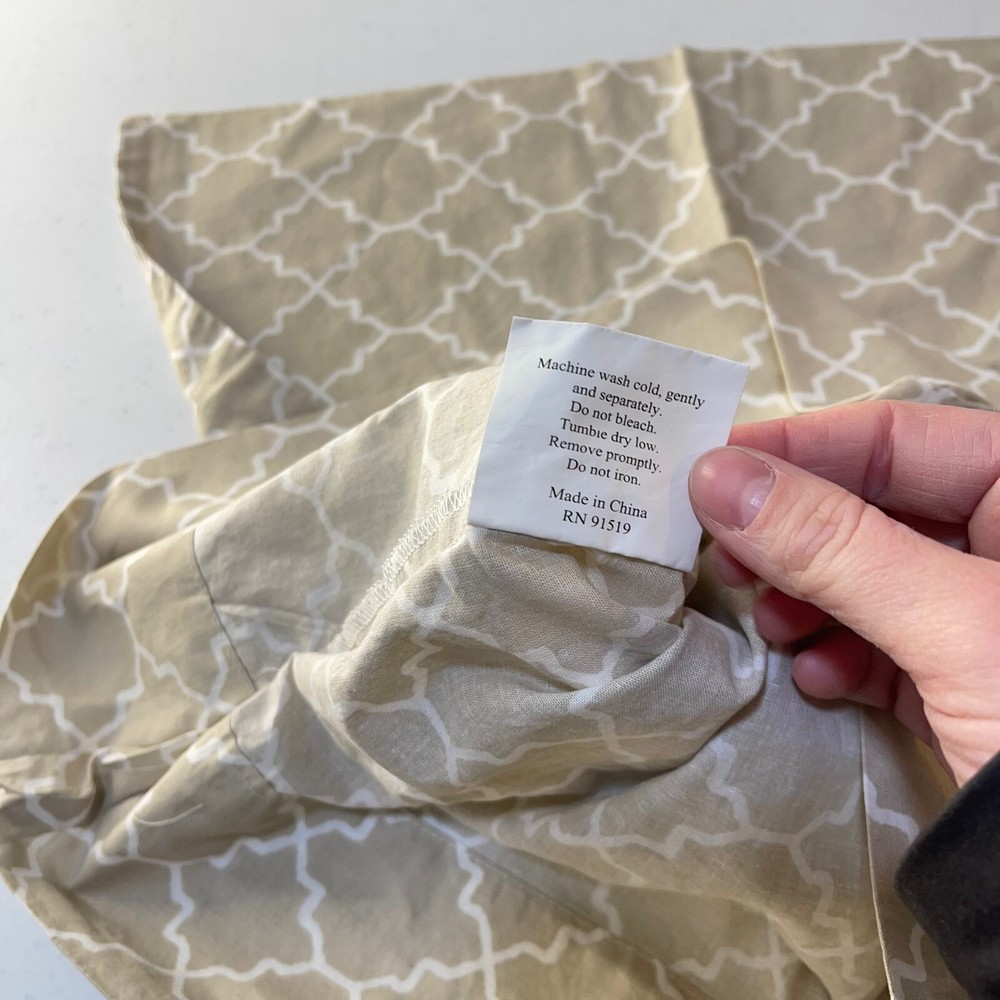 Machine wash cold, gently
and separately.
Do not bleach.
Tumble dry low.
Remove promptly.
Do not iron.
Made in China
RN 91519